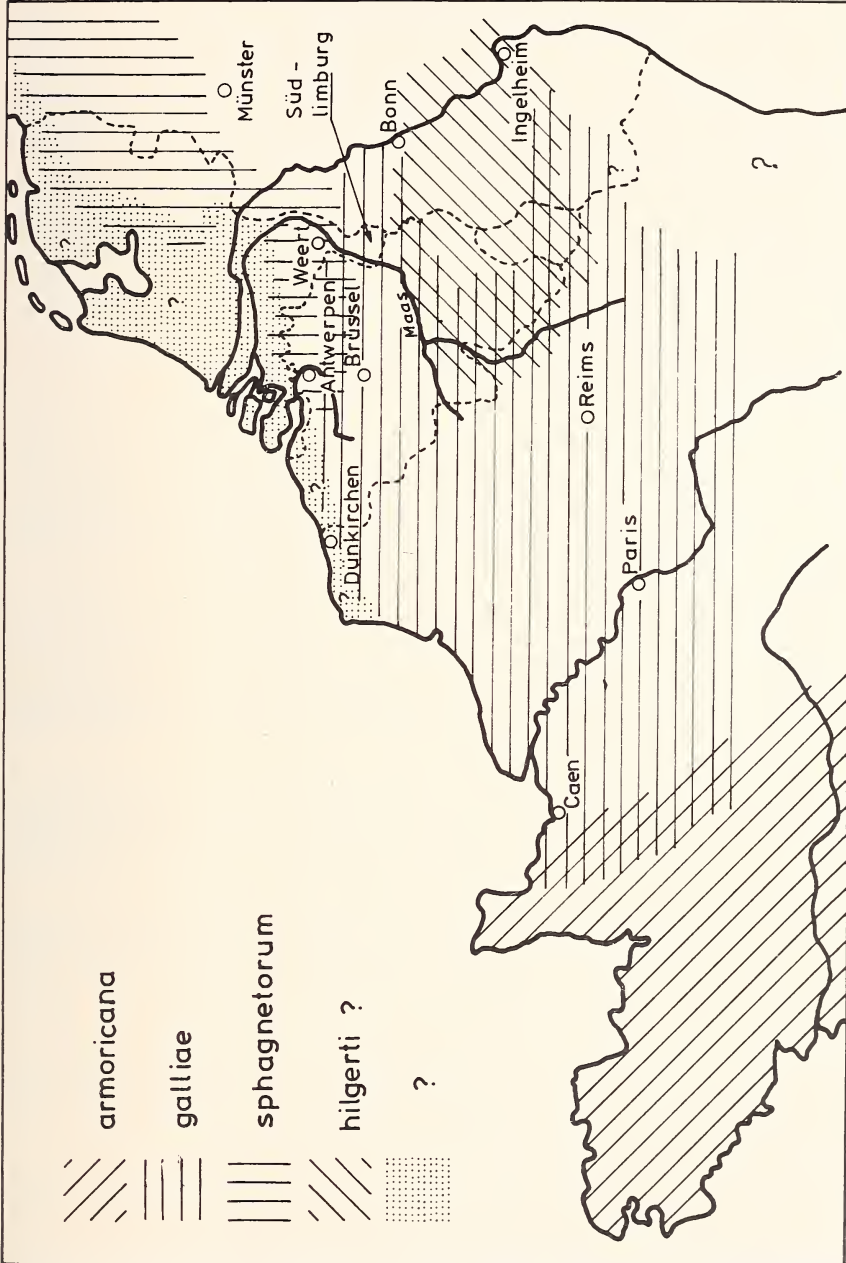 armoricana
galliae
sphagnetorum
hilgerti ?
?
Münster
Süd-
limburg
Bonn
Ingelheim
?
?
Weert
Antwerpen
Brüssel
Maas
?
Dunkirchen
?
Reims
?
?
Paris
Caen